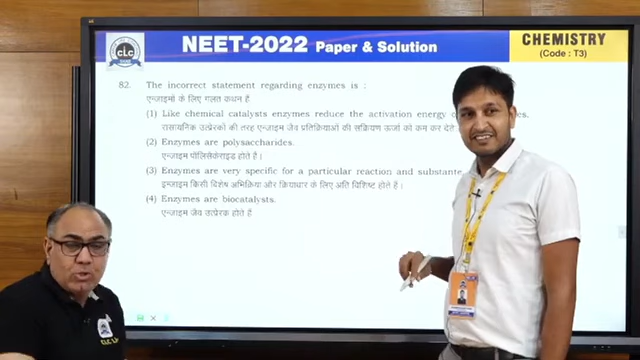 CLC
NEET-2022 Paper & Solution
CHEMISTRY
(Code : T3)
82. The incorrect statement regarding enzymes is :
एन्जाइमों के लिए गलत कथन है
(1) Like chemical catalysts enzymes reduce the activation energy
रासायनिक उत्प्रेरकों की तरह एन्जाइम जैव प्रतिक्रियाओं की सक्रियण ऊर्जा को कम कर देते
(2) Enzymes are polysaccharides.
एन्जाइम पॉलिसेकेराइड होते है।
(3) Enzymes are very specific for a particular reaction and substante
इन्जाइम किसी विशेष अभिक्रिया और क्रियाधार के लिए अति विशिष्ट होते है।
(4) Enzymes are biocatalysts.
एन्जाइम जैव उत्प्रेरक होते है
CLC